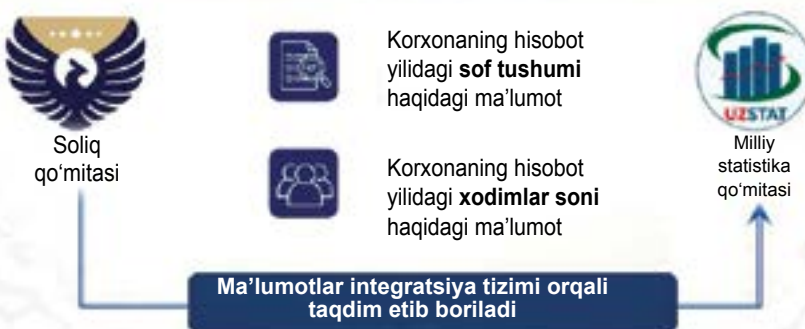 Soliq
qo‘mitasi
Korxonaning hisobot
yilidagi sof tushumi
haqidagi ma’lumot
Korxonaning hisobot
yilidagi xodimlar soni
haqidagi ma’lumot
UZSTAT
Milliy
statistika
qo‘mitasi
Ma’lumotlar integratsiya tizimi orqali
taqdim etib boriladi